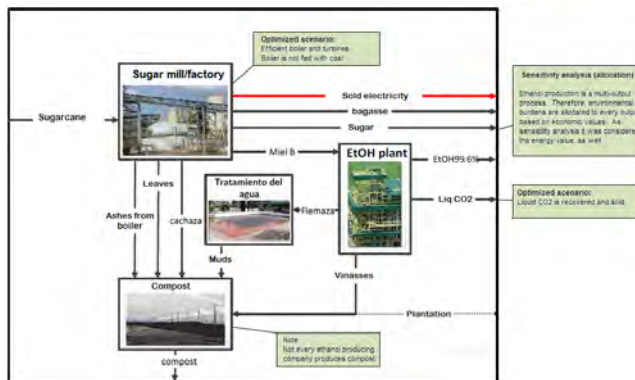 Optimized scenario:
Efficient boiler and turbines
Boiler is not fed with coal
Sugar mill/factory
Sugarcane
Sold electricity
bagasse
Sugar
Miel B
EtOH plant
EtOH99.6%
Liq CO2
Sensitivity analysis (allocation)
Ethanol production is a multi-output
process. Therefore, environmental
burdens are allocated to every output
based on economic values. As
sensibility analysis it was considered
the energy value, as well
Optimized scenario:
Liquid CO2 is recovered and sold
Leaves
Ashes from
boiler
cachaza
Tratamiento del
agua
Flemaza
Muds
Vinasses
Compost
Plantation
Note
Not every ethanol producing
company produces compost
compost